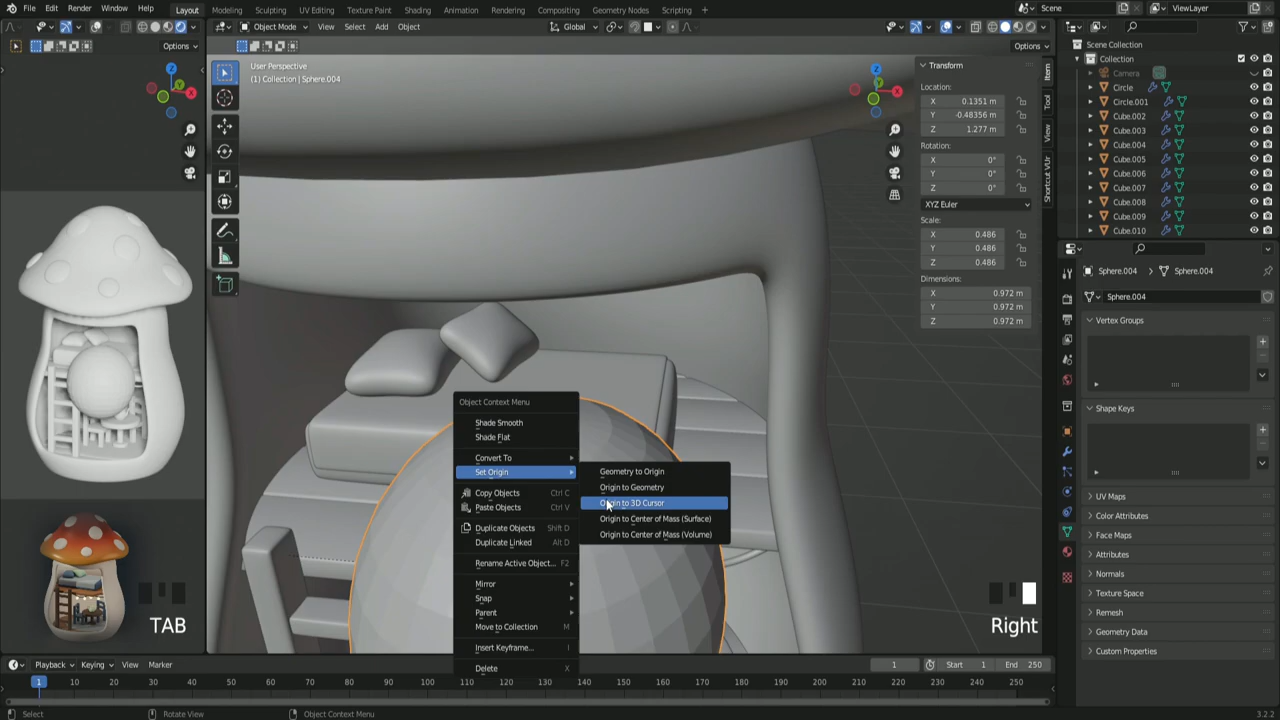 File Edit Render Window Help Layout Modeling Sculpting UV Editing Texture Paint Shading Animation Rendering Compositing Geometry Nodes Scripting Scene ViewLayer
Object Mode View Select Add Object Global
Options
Options
User Perspective
(1) Collection | Sphere.004
Transform
Location:
X 0.1351 m
Y -0.48356 m
Z 1.277 m
Rotation:
X 0°
Y 0°
Z 0°
XYZ Euler
Scale:
X 0.486
Y 0.486
Z 0.486
Dimensions:
X 0.972 m
Y 0.972 m
Z 0.972 m
Item
Tool
View
Shortcut VUr
Scene Collection
Collection
Camera
Circle
Circle.001
Cube.002
Cube.003
Cube.004
Cube.005
Cube.006
Cube.007
Cube.008
Cube.009
Cube.010
Sphere.004 Sphere.004
Sphere.004
Vertex Groups
Shape Keys
UV Maps
Color Attributes
Face Maps
Attributes
Normals
Texture Space
Remesh
Geometry Data
Custom Properties
Object Context Menu
Shade Smooth
Shade Flat
Convert To
Set Origin
Copy Objects Ctrl C
Paste Objects Ctrl V
Duplicate Objects Shift D
Duplicate Linked Alt D
Rename Active Object... F2
Mirror
Snap
Parent
Move to Collection M
Insert Keyframe... I
Delete X
Geometry to Origin
Origin to Geometry
Origin to 3D Cursor
Origin to Center of Mass (Surface)
Origin to Center of Mass (Volume)
TAB
Right
Playback Keying View Marker 1 Start 1 End 250
1 10 20 30 40 50 60 70 80 90 100 110 120 130 140 150 160 170 180 190 200 210 220 230 240 250
Select Rotate View Object Context Menu 3.2.2